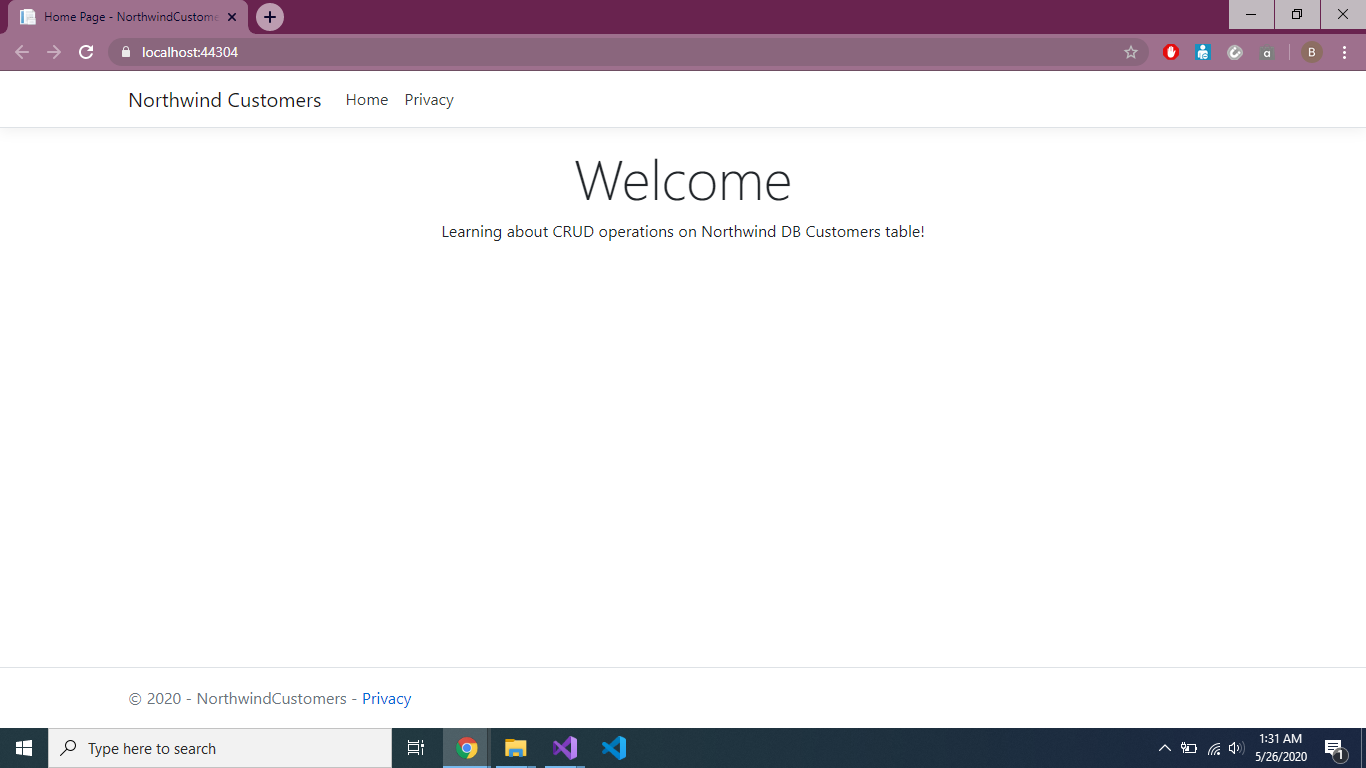 Home Page - NorthwindCustome
localhost:44304
B
Northwind Customers Home Privacy
Welcome
Learning about CRUD operations on Northwind DB Customers table!
© 2020 - NorthwindCustomers - Privacy
Type here to search
1:31 AM
5/26/2020
1